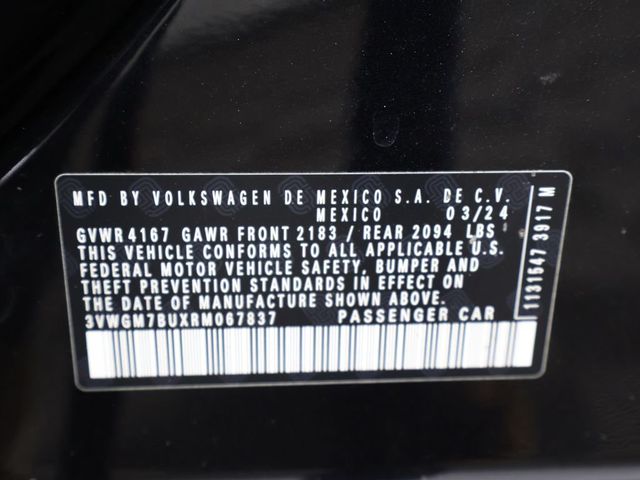 MFD BY VOLKSWAGEN DE MEXICO S.A. DE C.V.
MEXICO 03/24
GVWR 4167 GAWR FRONT 2183 / REAR 2094 LBS
THIS VEHICLE CONFORMS TO ALL APPLICABLE U.S.
FEDERAL MOTOR VEHICLE SAFETY, BUMPER AND
THEFT PREVENTION STANDARDS IN EFFECT ON
THE DATE OF MANUFACTURE SHOWN ABOVE.
3VWGM7BUXRM067837 PASSENGER CAR
1131547 3917 M